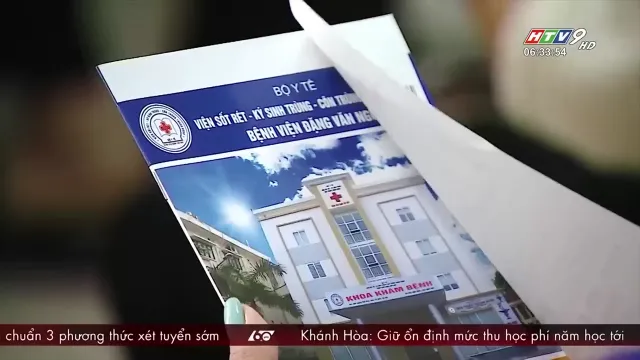 HTV9 HD
06:33:54
BỘ Y TẾ
VIỆN SỐT RÉT - KÝ SINH TRÙNG - CÔN TRÙNG
BỆNH VIỆN ĐẶNG VĂN NG
KHOA KHÁM BỆNH
chuẩn 3 phương thức xét tuyển sớm
60s
Khánh Hòa: Giữ ổn định mức thu học phí năm học tới